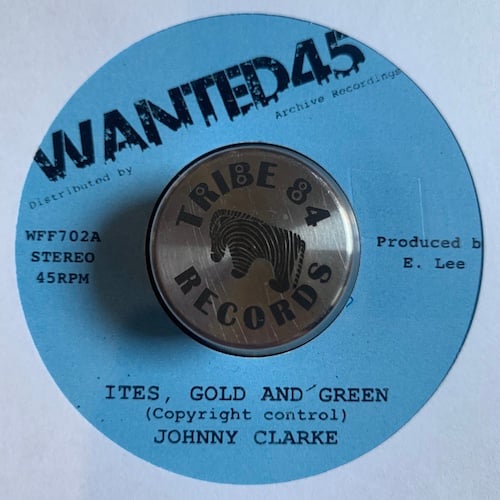 WANTED45
Archive Recordings
Distributed by
TRIBE 84
RECORDS
WFF702A
STEREO
45RPM
Produced b
E. Lee
ITES, GOLD AND GREEN
(Copyright control)
JOHNNY CLARKE